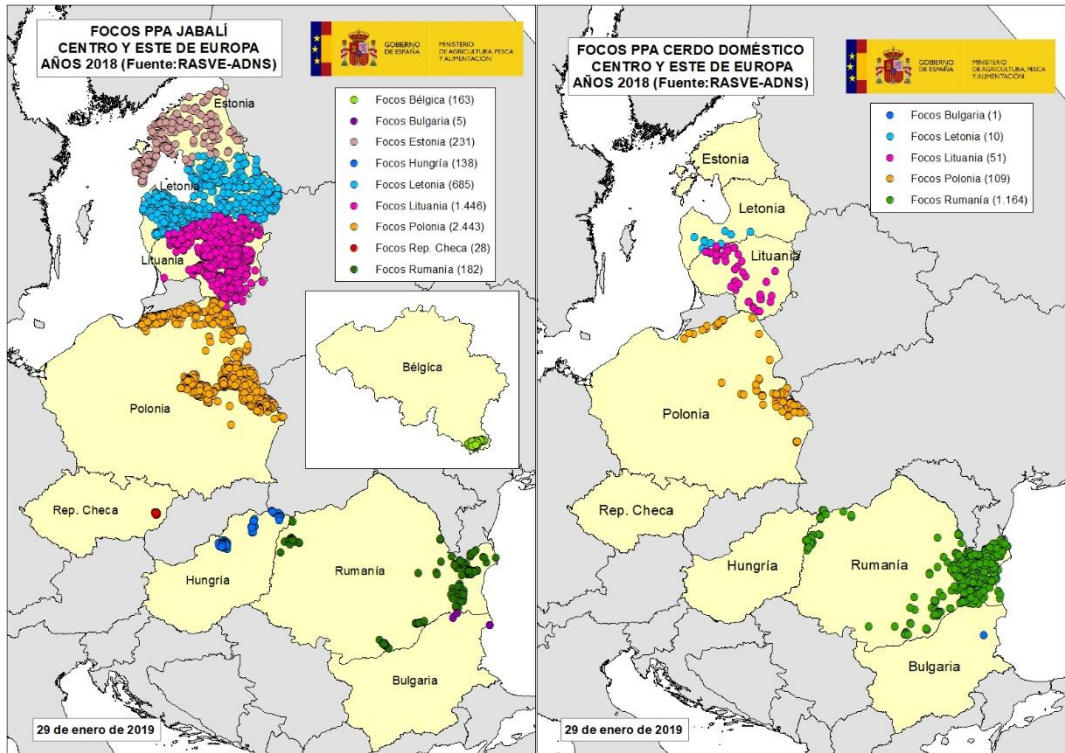 FOCOS PPA JABALÍ
CENTRO Y ESTE DE EUROPA
AÑOS 2018 (Fuente:RASVE-ADNS)
GOBIERNO
DE ESPAÑA
MINISTERIO
DE AGRICULTURA, PESCA
Y ALIMENTACIÓN
Focos Bélgica (163)
Focos Bulgaria (5)
Focos Estonia (231)
Focos Hungría (138)
Focos Letonia (685)
Focos Lituania (1.446)
Focos Polonia (2.443)
Focos Rep. Checa (28)
Focos Rumanía (182)
Estonia
Letonia
Lituania
Bélgica
Polonia
Rep. Checa
Hungría
Rumanía
Bulgaria
29 de enero de 2019
FOCOS PPA CERDO DOMÉSTICO
CENTRO Y ESTE DE EUROPA
AÑOS 2018 (Fuente:RASVE-ADNS)
GOBIERNO
DE ESPAÑA
MINISTERIO
DE AGRICULTURA, PESCA
Y ALIMENTACIÓN
Focos Bulgaria (1)
Focos Letonia (10)
Focos Lituania (51)
Focos Polonia (109)
Focos Rumanía (1.164)
Estonia
Letonia
Lituania
Polonia
Rep. Checa
Hungría
Rumanía
Bulgaria
29 de enero de 2019